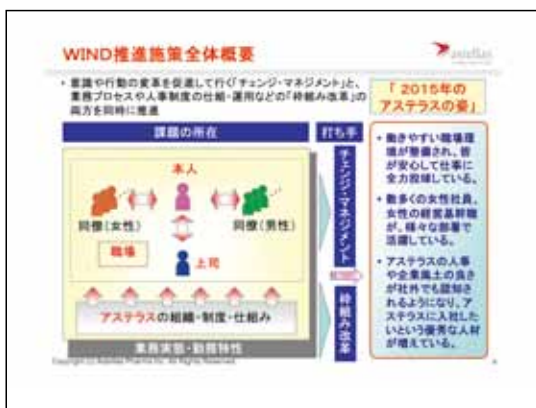 WIND推進施策全体概要
astellas
・意識や行動の変革を促進して行く「チェンジ・マネジメント」と、
業務プロセスや人事制度の仕組・運用などの「枠組み改革」の
両方を同時に推進
「2015年の
アステラスの姿」
課題の所在
打ち手
本人
同僚(女性)
同僚(男性)
職場
上司
アステラスの組織・制度・仕組み
業務実態・勤務特性
チェンジ・マネジメント
枠組み改革
・働きやすい職場環
境が整備され、皆
が安心して仕事に
全力投球している。
・数多くの女性社員、
女性の経営基幹職
が、様々な部署で
活躍している。
・アステラスの人事
や企業風土の良さ
が社外でも認知さ
れるようになり、ア
ステラスに入社した
いという優秀な人材
が増えている。
Copyright (C) Astellas Pharma Inc. All Rights Reserved.